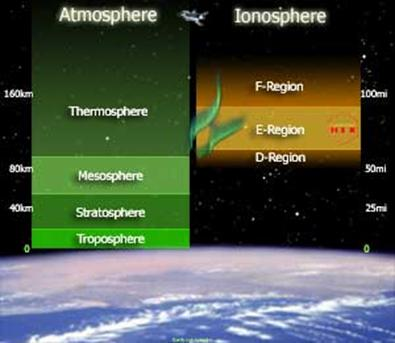 Atmosphere
Ionosphere
F-Region
160km
100mi
Thermosphere
E-Region
D-Region
80km
50mi
Mesosphere
40km
Stratosphere
25mi
Troposphere
0
0